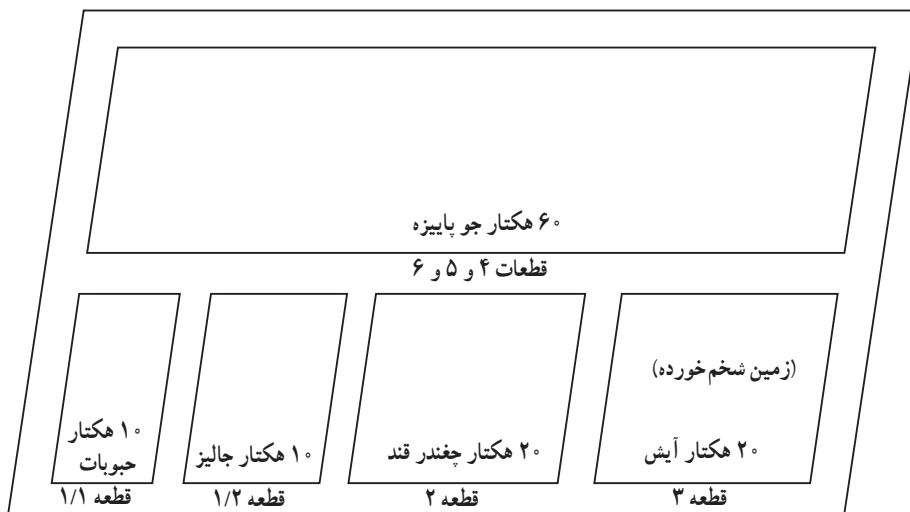 ۶۰ هکتار جو پاییزه
قطعات ۴ و ۵ و ۶
(زمین شخم‌خورده)
۲۰ هکتار آیش
قطعه ۳
۲۰ هکتار چغندر قند
قطعه ۲
۱۰ هکتار جالیز
قطعه ۱/۲
۱۰ هکتار
حبوبات
قطعه ۱/۱